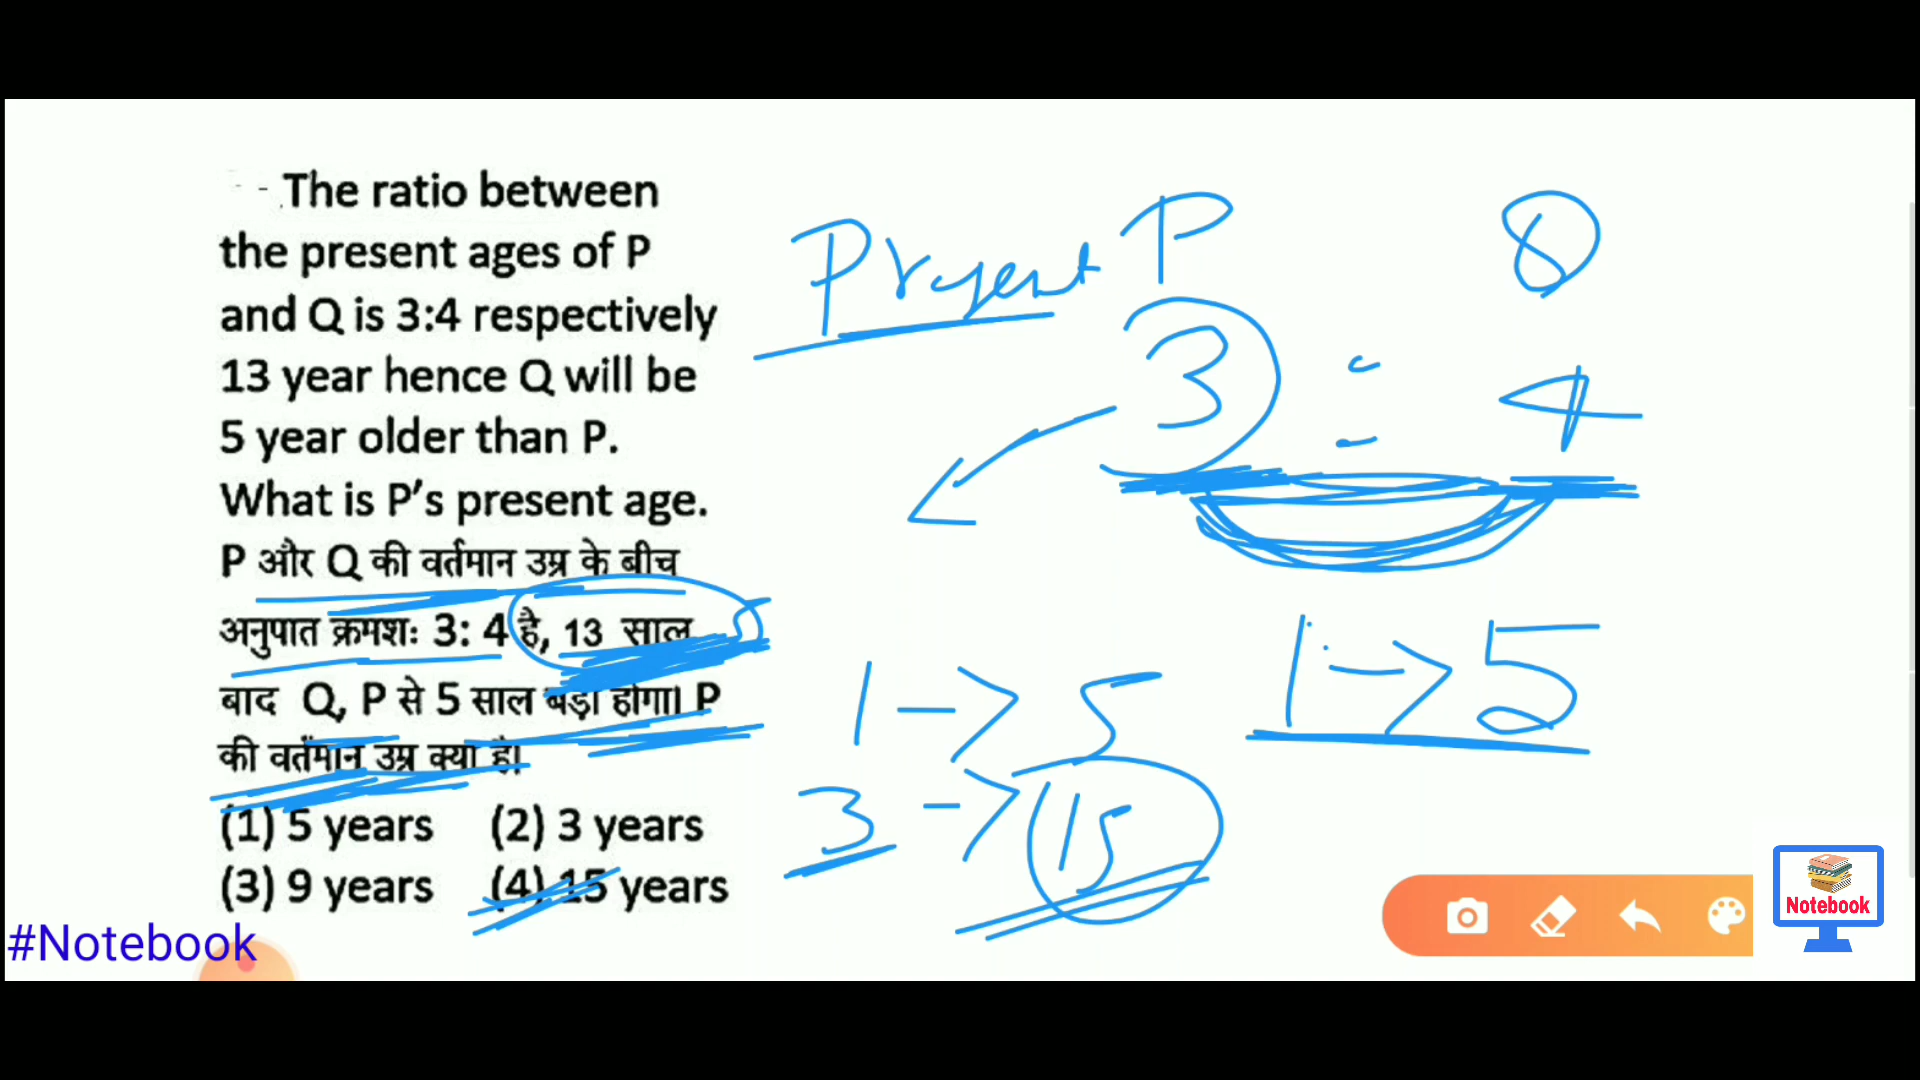 The ratio between
the present ages of P
and Q is 3:4 respectively
13 year hence Q will be
5 year older than P.
What is P's present age.
P और Q की वर्तमान उम्र के बीच
अनुपात क्रमशः 3: 4 है, 13 साल
बाद Q, P से 5 साल बड़ा होगा। P
की वर्तमान उम्र क्या है।
(1) 5 years (2) 3 years
(3) 9 years (4) 15 years
Present P Q
3 : 4
1 -> 5
1 -> 5
3 -> 15
#Notebook
Notebook